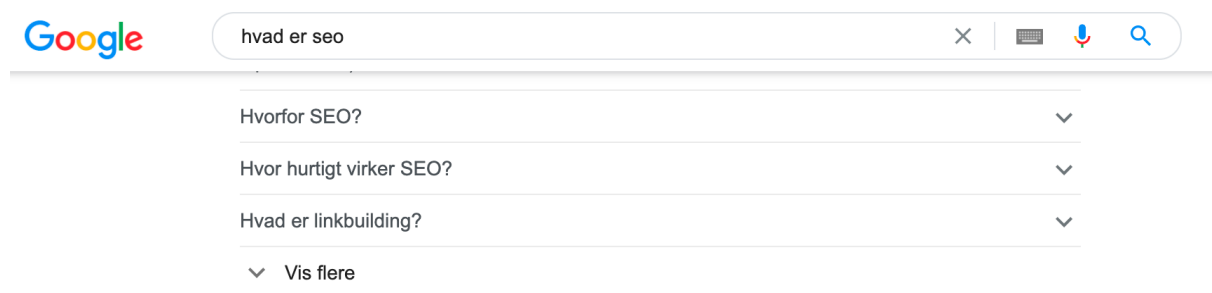 Google
hvad er seo
Hvorfor SEO?
Hvor hurtigt virker SEO?
Hvad er linkbuilding?
Vis flere